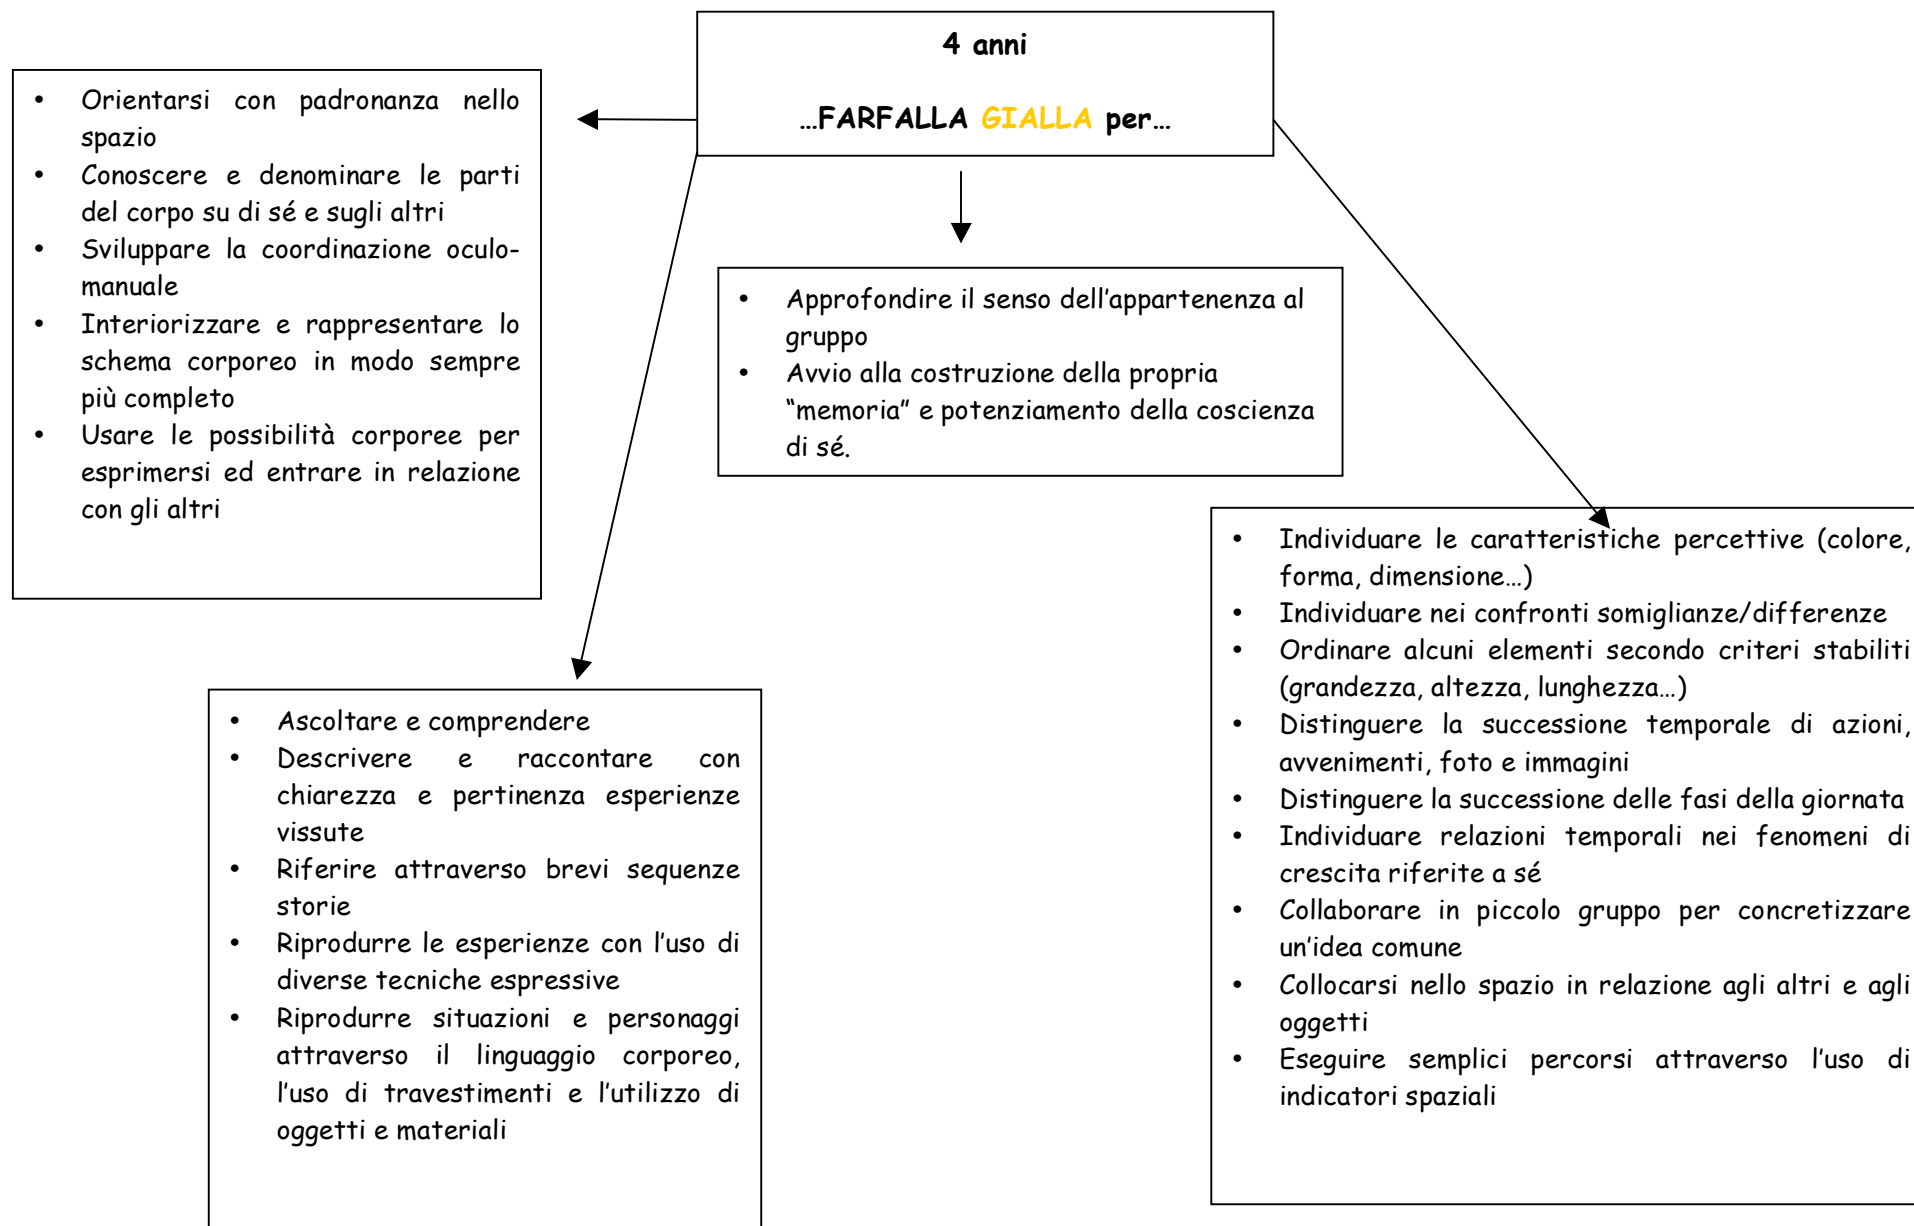 4 anni
…FARFALLA GIALLA per…
• Orientarsi con padronanza nello
spazio
• Conoscere e denominare le parti
del corpo su di sé e sugli altri
• Sviluppare la coordinazione oculo-
manuale
• Interiorizzare e rappresentare lo
schema corporeo in modo sempre
più completo
• Usare le possibilità corporee per
esprimersi ed entrare in relazione
con gli altri
• Approfondire il senso dell’appartenenza al
gruppo
• Avvio alla costruzione della propria
“memoria” e potenziamento della coscienza
di sé.
• Ascoltare e comprendere
• Descrivere e raccontare con
chiarezza e pertinenza esperienze
vissute
• Riferire attraverso brevi sequenze
storie
• Riprodurre le esperienze con l’uso di
diverse tecniche espressive
• Riprodurre situazioni e personaggi
attraverso il linguaggio corporeo,
l’uso di travestimenti e l’utilizzo di
oggetti e materiali
• Individuare le caratteristiche percettive (colore,
forma, dimensione…)
• Individuare nei confronti somiglianze/differenze
• Ordinare alcuni elementi secondo criteri stabiliti
(grandezza, altezza, lunghezza…)
• Distinguere la successione temporale di azioni,
avvenimenti, foto e immagini
• Distinguere la successione delle fasi della giornata
• Individuare relazioni temporali nei fenomeni di
crescita riferite a sé
• Collaborare in piccolo gruppo per concretizzare
un’idea comune
• Collocarsi nello spazio in relazione agli altri e agli
oggetti
• Eseguire semplici percorsi attraverso l’uso di
indicatori spaziali